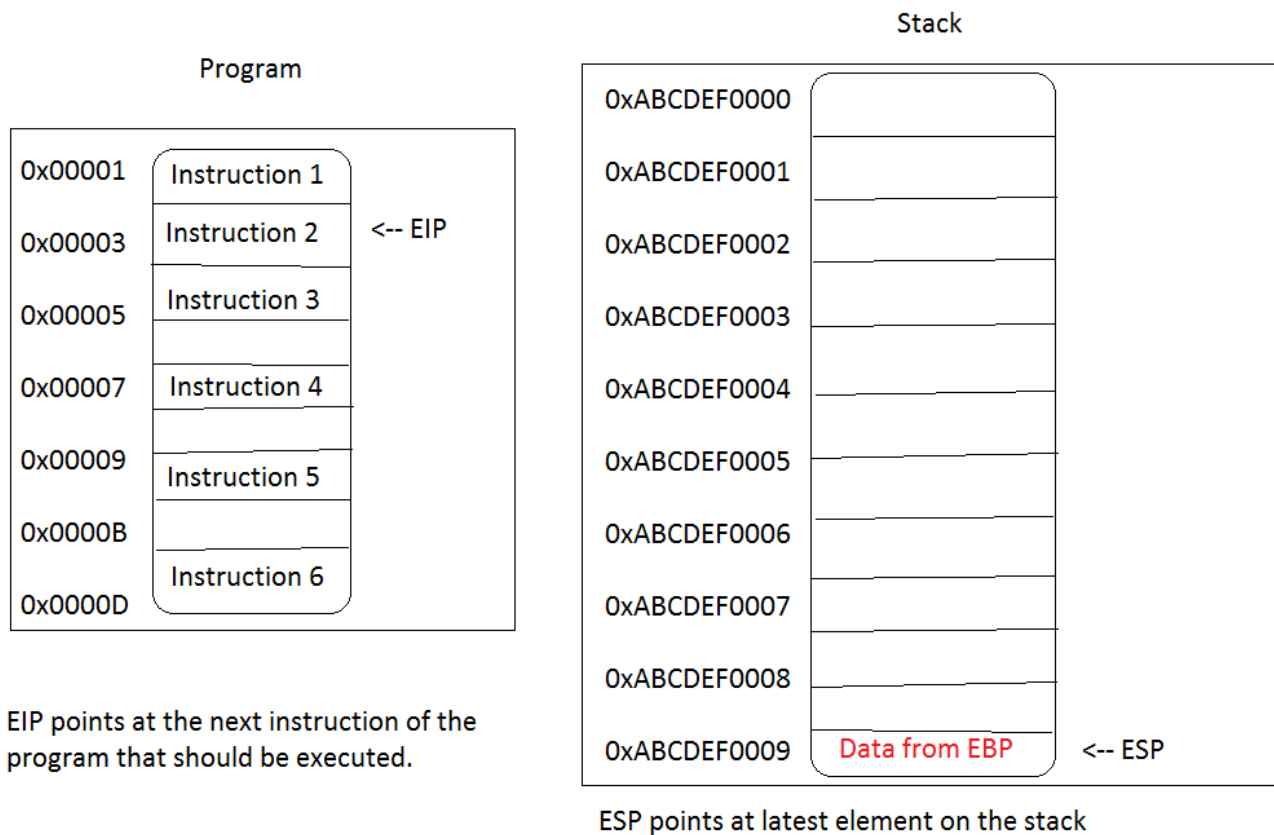 Program
0x00001 Instruction 1
0x00003 Instruction 2 <-- EIP
0x00005 Instruction 3
0x00007 Instruction 4
0x00009 Instruction 5
0x0000B
0x0000D Instruction 6
EIP points at the next instruction of the
program that should be executed.
Stack
0xABCDEF0000
0xABCDEF0001
0xABCDEF0002
0xABCDEF0003
0xABCDEF0004
0xABCDEF0005
0xABCDEF0006
0xABCDEF0007
0xABCDEF0008
0xABCDEF0009 Data from EBP <-- ESP
ESP points at latest element on the stack